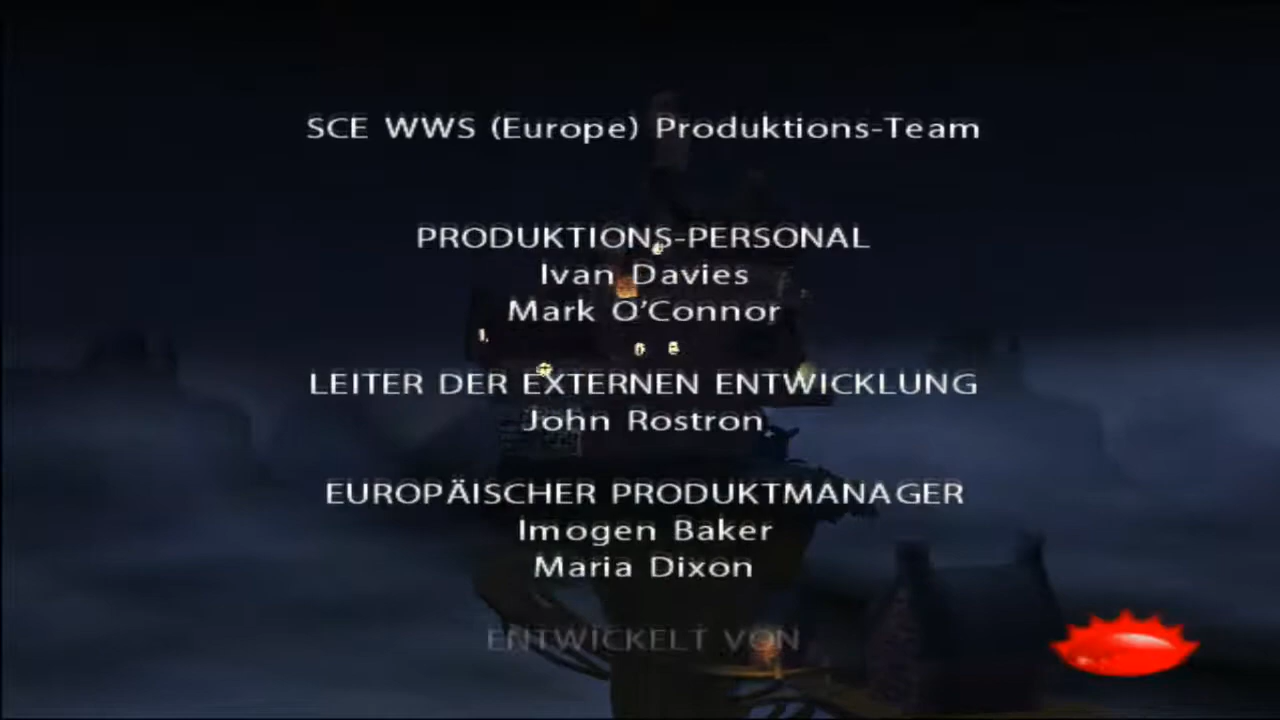 SCE WWS (Europe) Produktions-Team
PRODUKTIONS-PERSONAL
Ivan Davies
Mark O’Connor
LEITER DER EXTERNEN ENTWICKLUNG
John Rostron
EUROPÄISCHER PRODUKTMANAGER
Imogen Baker
Maria Dixon
ENTWICKELT VON